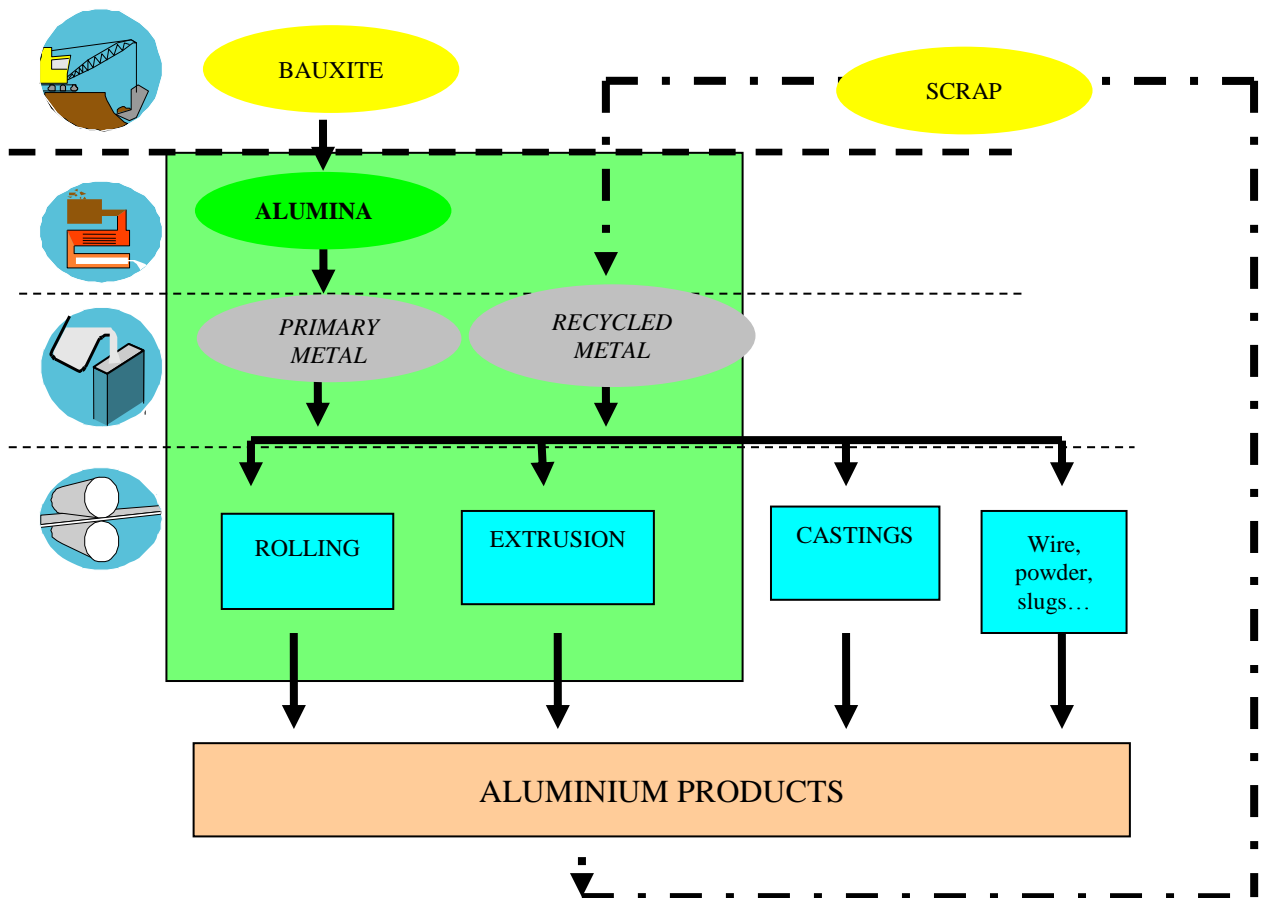 BAUXITE
SCRAP
ALUMINA
PRIMARY
METAL
RECYCLED
METAL
ROLLING
EXTRUSION
CASTINGS
Wire,
powder,
slugs…
ALUMINIUM PRODUCTS